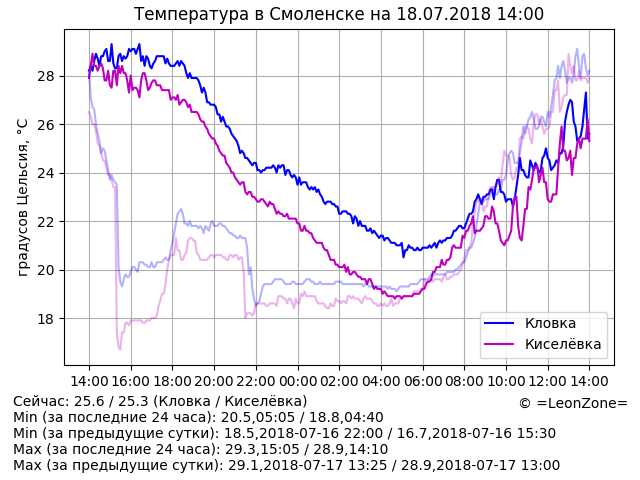 Температура в Смоленске на 18.07.2018 14:00
градусов Цельсия, °C
28
26
24
22
20
18
Кловка
Киселёвка
14:00 16:00 18:00 20:00 22:00 00:00 02:00 04:00 06:00 08:00 10:00 12:00 14:00
Сейчас: 25.6 / 25.3 (Кловка / Киселёвка)
© =LeonZone=
Min (за последние 24 часа): 20.5,05:05 / 18.8,04:40
Min (за предыдущие сутки): 18.5,2018-07-16 22:00 / 16.7,2018-07-16 15:30
Max (за последние 24 часа): 29.3,15:05 / 28.9,14:10
Max (за предыдущие сутки): 29.1,2018-07-17 13:25 / 28.9,2018-07-17 13:00